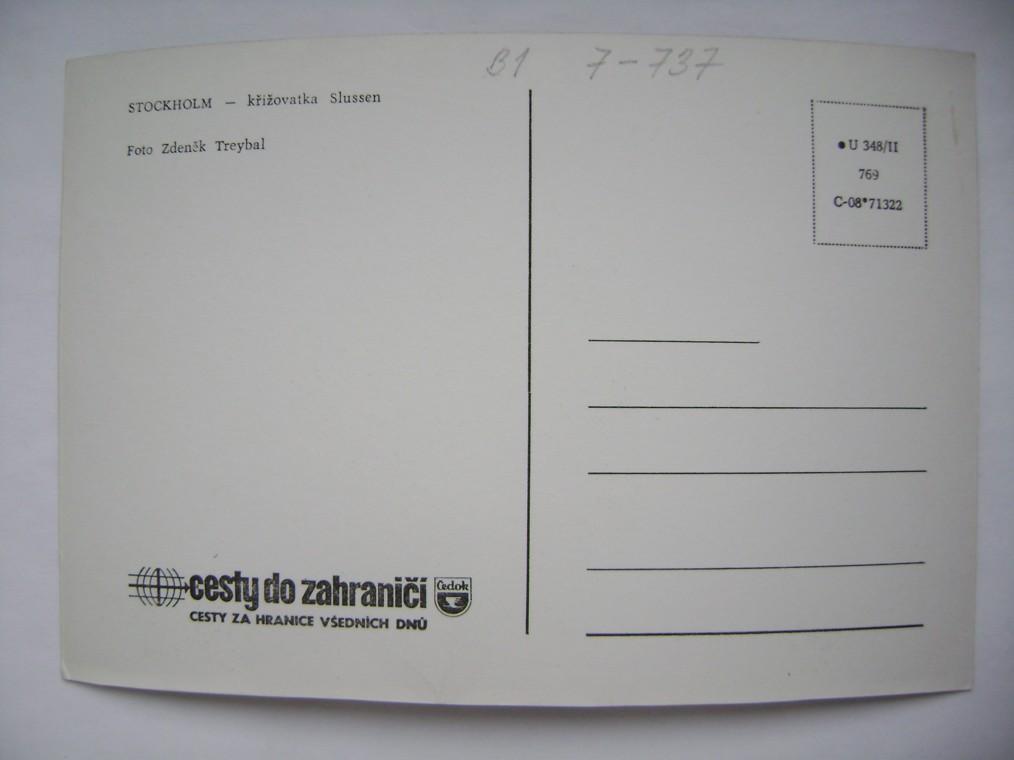 B1 7-737
STOCKHOLM — křižovatka Slussen
Foto Zdeněk Treybal
● U 348/II
769
C-08*71322
cesty do zahraničí
Čedok
CESTY ZA HRANICE VŠEDNÍCH DNŮ